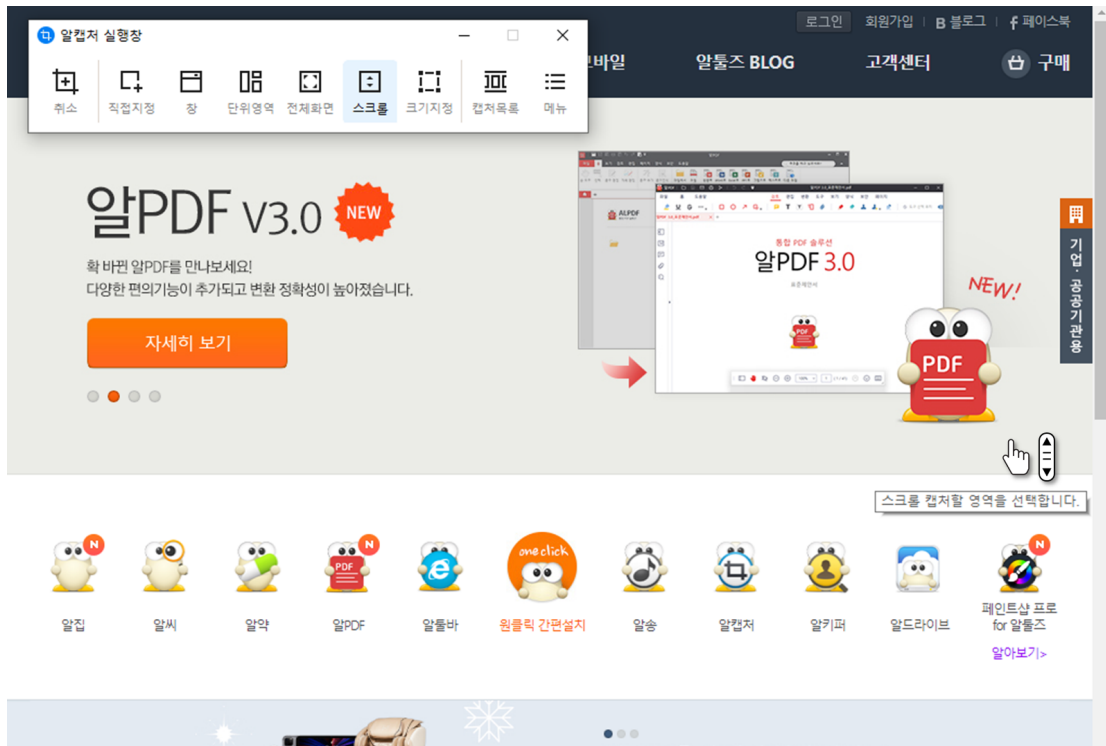 로그인
회원가입
B 블로그
f 페이스북
알캡처 실행창
알툴즈 BLOG
고객센터
구매
취소
직접지정
창
단위영역
전체화면
스크롤
크기지정
캡처목록
메뉴
알PDF V3.0 NEW
확 바뀐 알PDF를 만나보세요!
다양한 편의기능이 추가되고 변환 정확성이 높아졌습니다.
자세히 보기
ALPDF
통합 PDF 솔루션
알PDF 3.0
PDF
NEW!
PDF
기업·공공기관용
스크롤 캡처할 영역을 선택합니다.
N
PDF
N
one click
N
알집
알씨
알약
알PDF
알툴바
원클릭 간편설치
알송
알캡처
알키퍼
알드라이브
페인트샵 프로
for 알툴즈
알아보기>